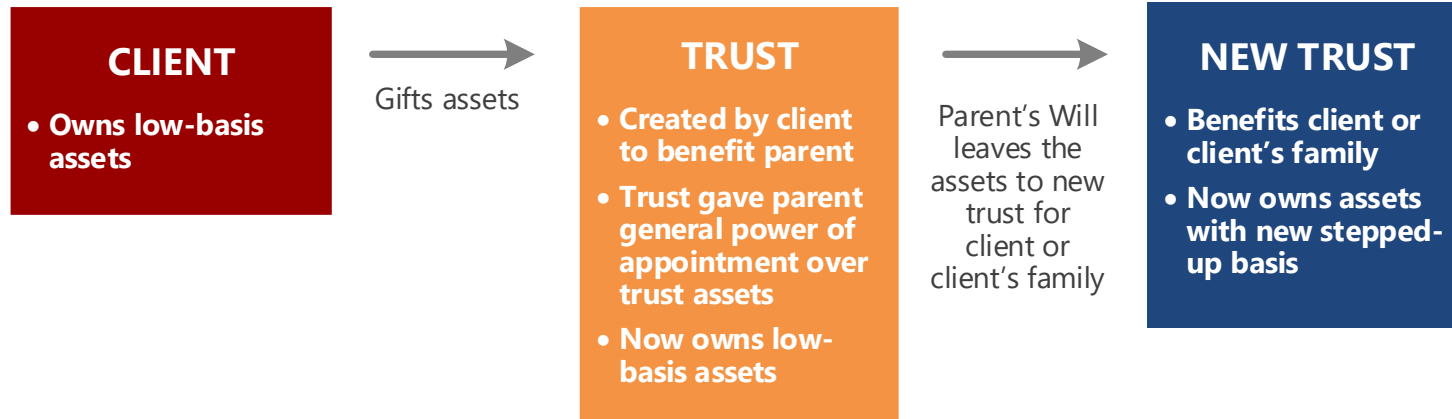 CLIENT
• Owns low-basis
assets
Gifts assets
TRUST
• Created by client
to benefit parent
• Trust gave parent
general power of
appointment over
trust assets
• Now owns low-
basis assets
Parent’s Will
leaves the
assets to new
trust for
client or
client’s family
NEW TRUST
• Benefits client or
client’s family
• Now owns assets
with new stepped-
up basis